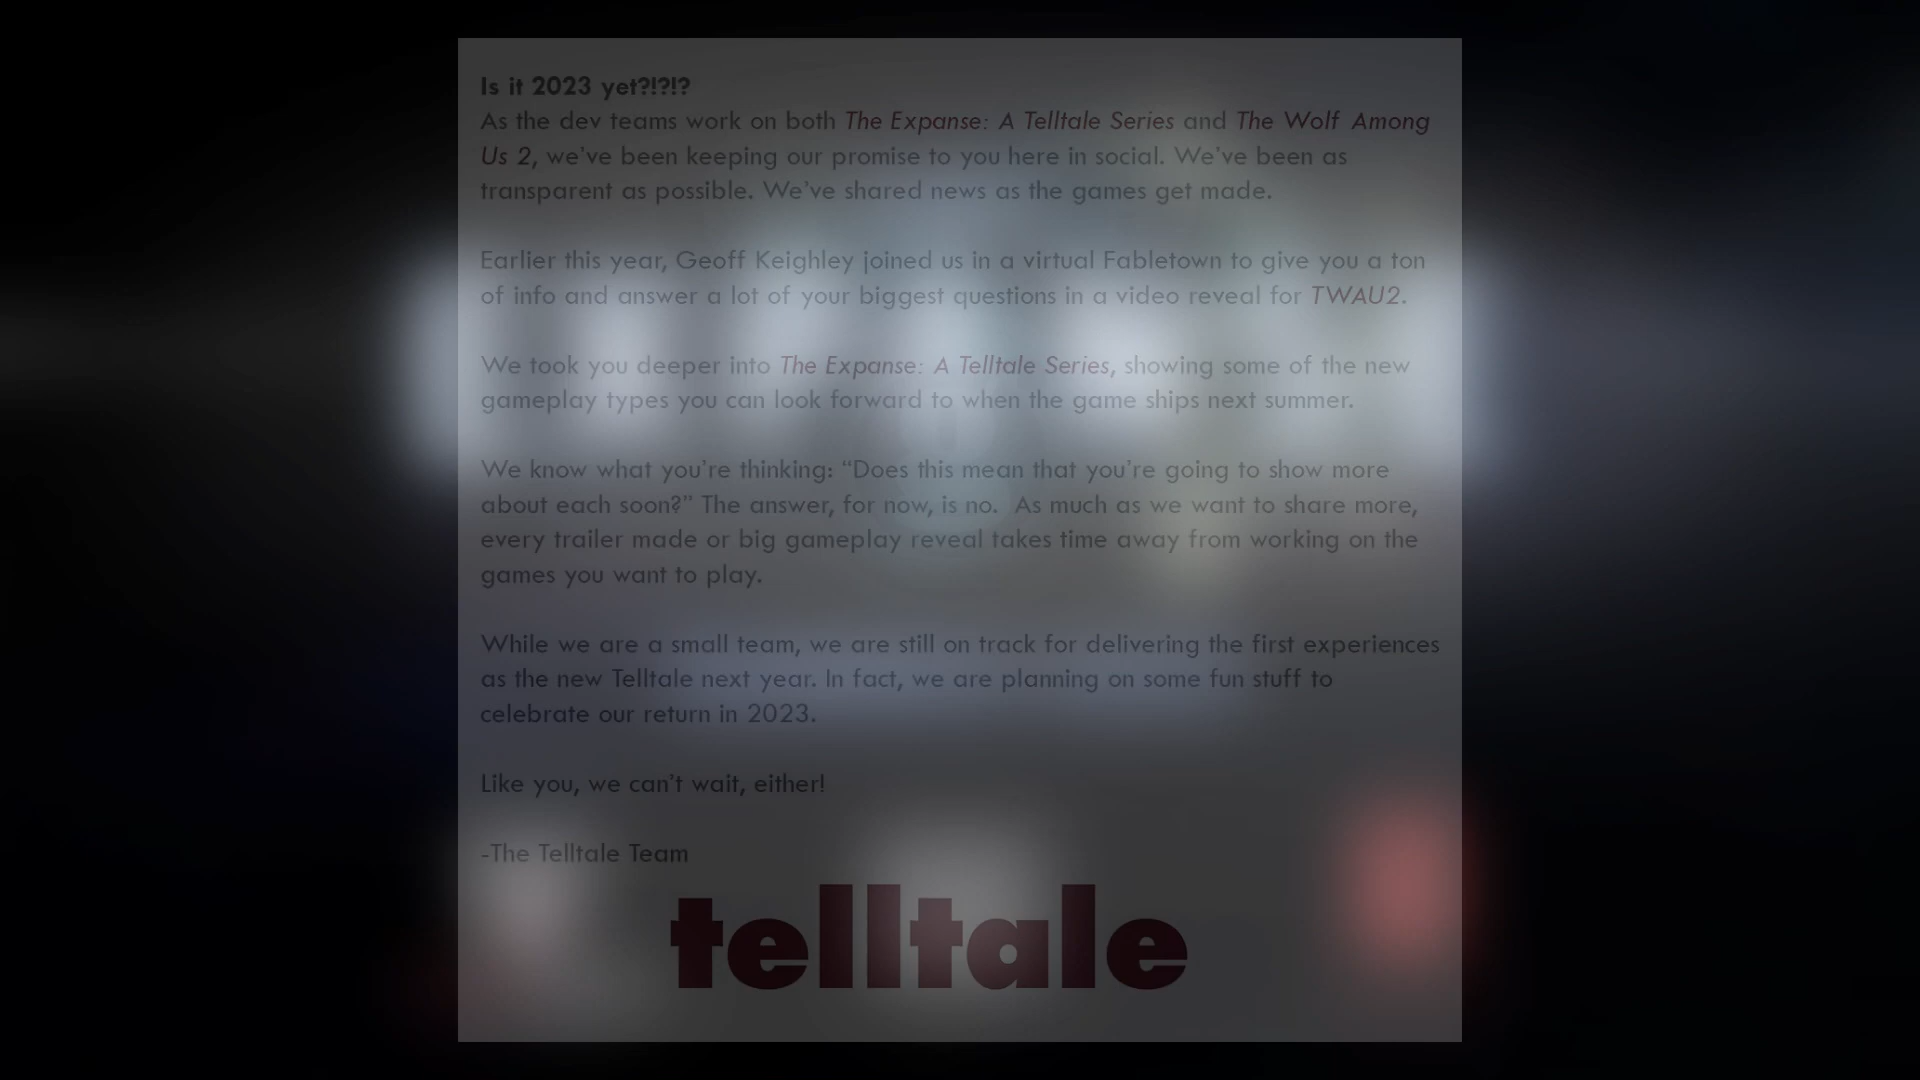 Is it 2023 yet?!?!?
As the dev teams work on both The Expanse: A Telltale Series and The Wolf Among
Us 2, we've been keeping our promise to you here in social. We've been as
transparent as possible. We've shared news as the games get made.
Earlier this year, Geoff Keighley joined us in a virtual Fabletown to give you a ton
of info and answer a lot of your biggest questions in a video reveal for TWAU2.
We took you deeper into The Expanse: A Telltale Series, showing some of the new
gameplay types you can look forward to when the game ships next summer.
We know what you're thinking: “Does this mean that you're going to show more
about each soon?” The answer, for now, is no.  As much as we want to share more,
every trailer made or big gameplay reveal takes time away from working on the
games you want to play.
While we are a small team, we are still on track for delivering the first experiences
as the new Telltale next year. In fact, we are planning on some fun stuff to
celebrate our return in 2023.
Like you, we can't wait, either!
-The Telltale Team
telltale